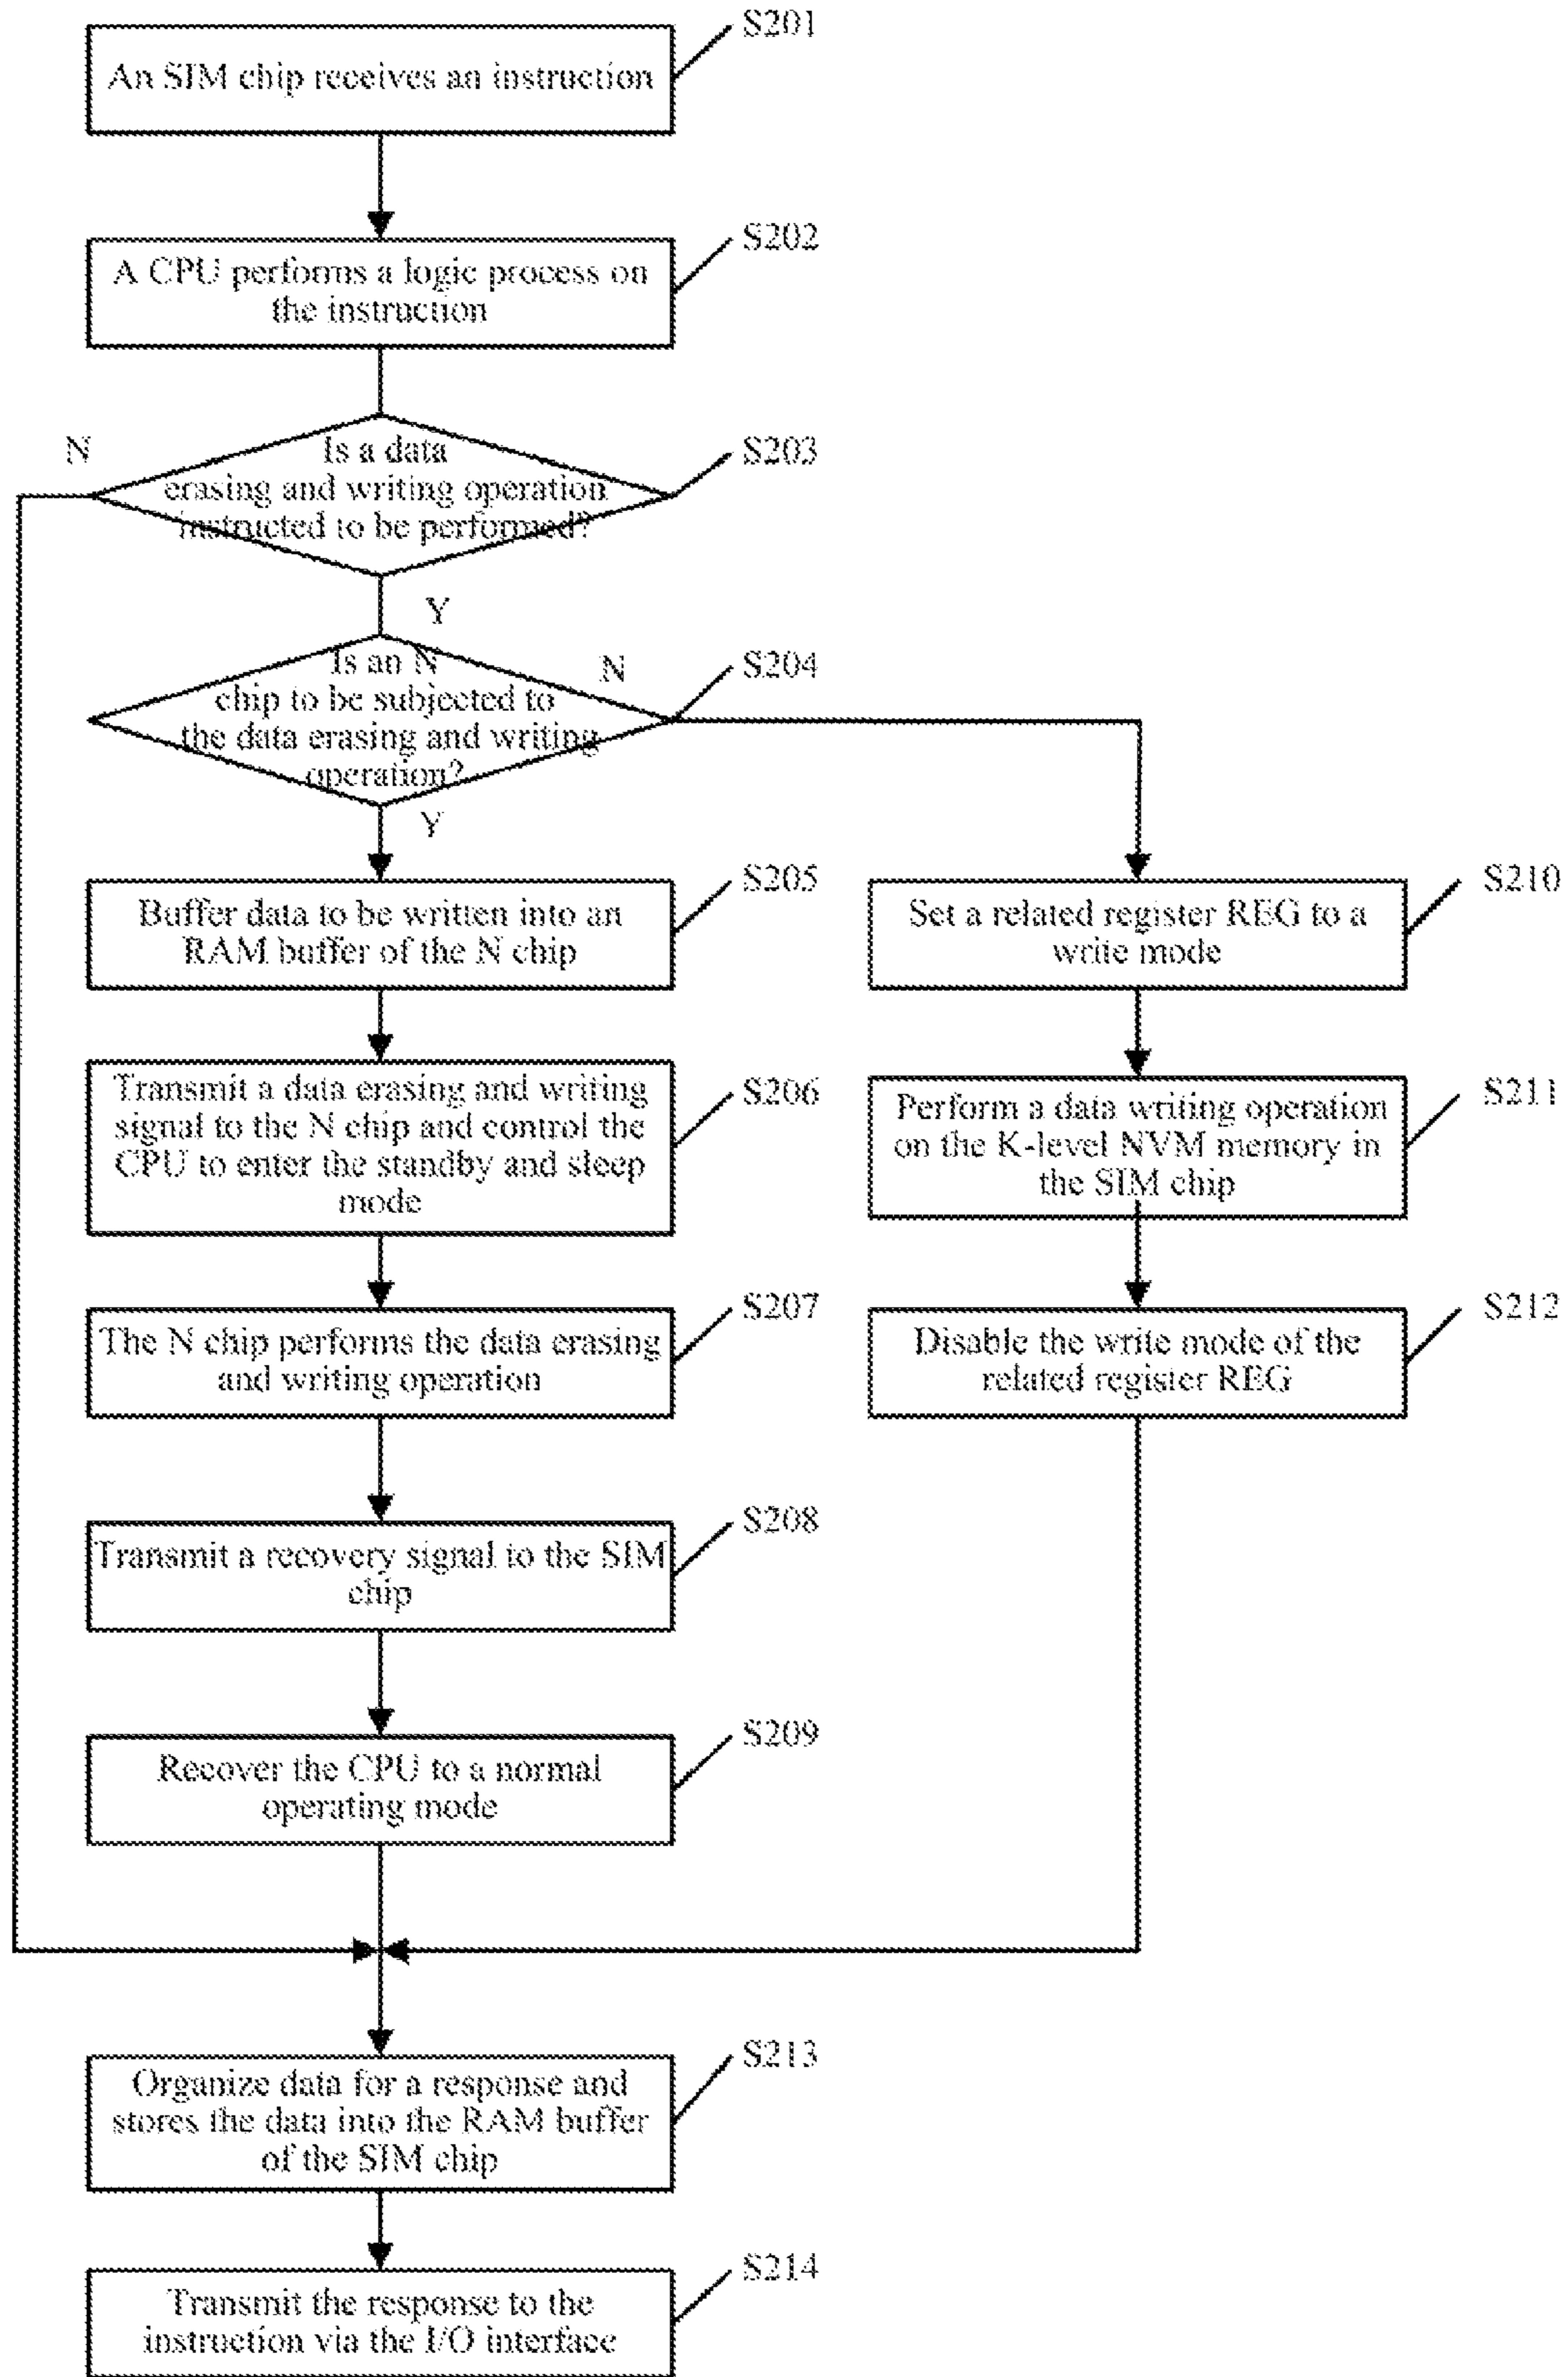 S201
An SIM chip receives an instruction
S202
A CPU performs a logic process on
the instruction
N
S203
Is a data
erasing and writing operation
instructed to be performed?
Y
S204
N
Is an N
chip to be subjected to
the data erasing and writing
operation?
Y
S205
Buffer data to be written into an
RAM buffer of the N chip
S210
Set a related register REG to a
write mode
S206
Transmit a data erasing and writing
signal to the N chip and control the
CPU to enter the standby and sleep
mode
S211
Perform a data writing operation
on the K-level NVM memory in
the SIM chip
S207
The N chip performs the data erasing
and writing operation
S212
Disable the write mode of the
related register REG
S208
Transmit a recovery signal to the SIM
chip
S209
Recover the CPU to a normal
operating mode
S213
Organize data for a response and
stores the data into the RAM buffer
of the SIM chip
S214
Transmit the response to the
instruction via the I/O interface